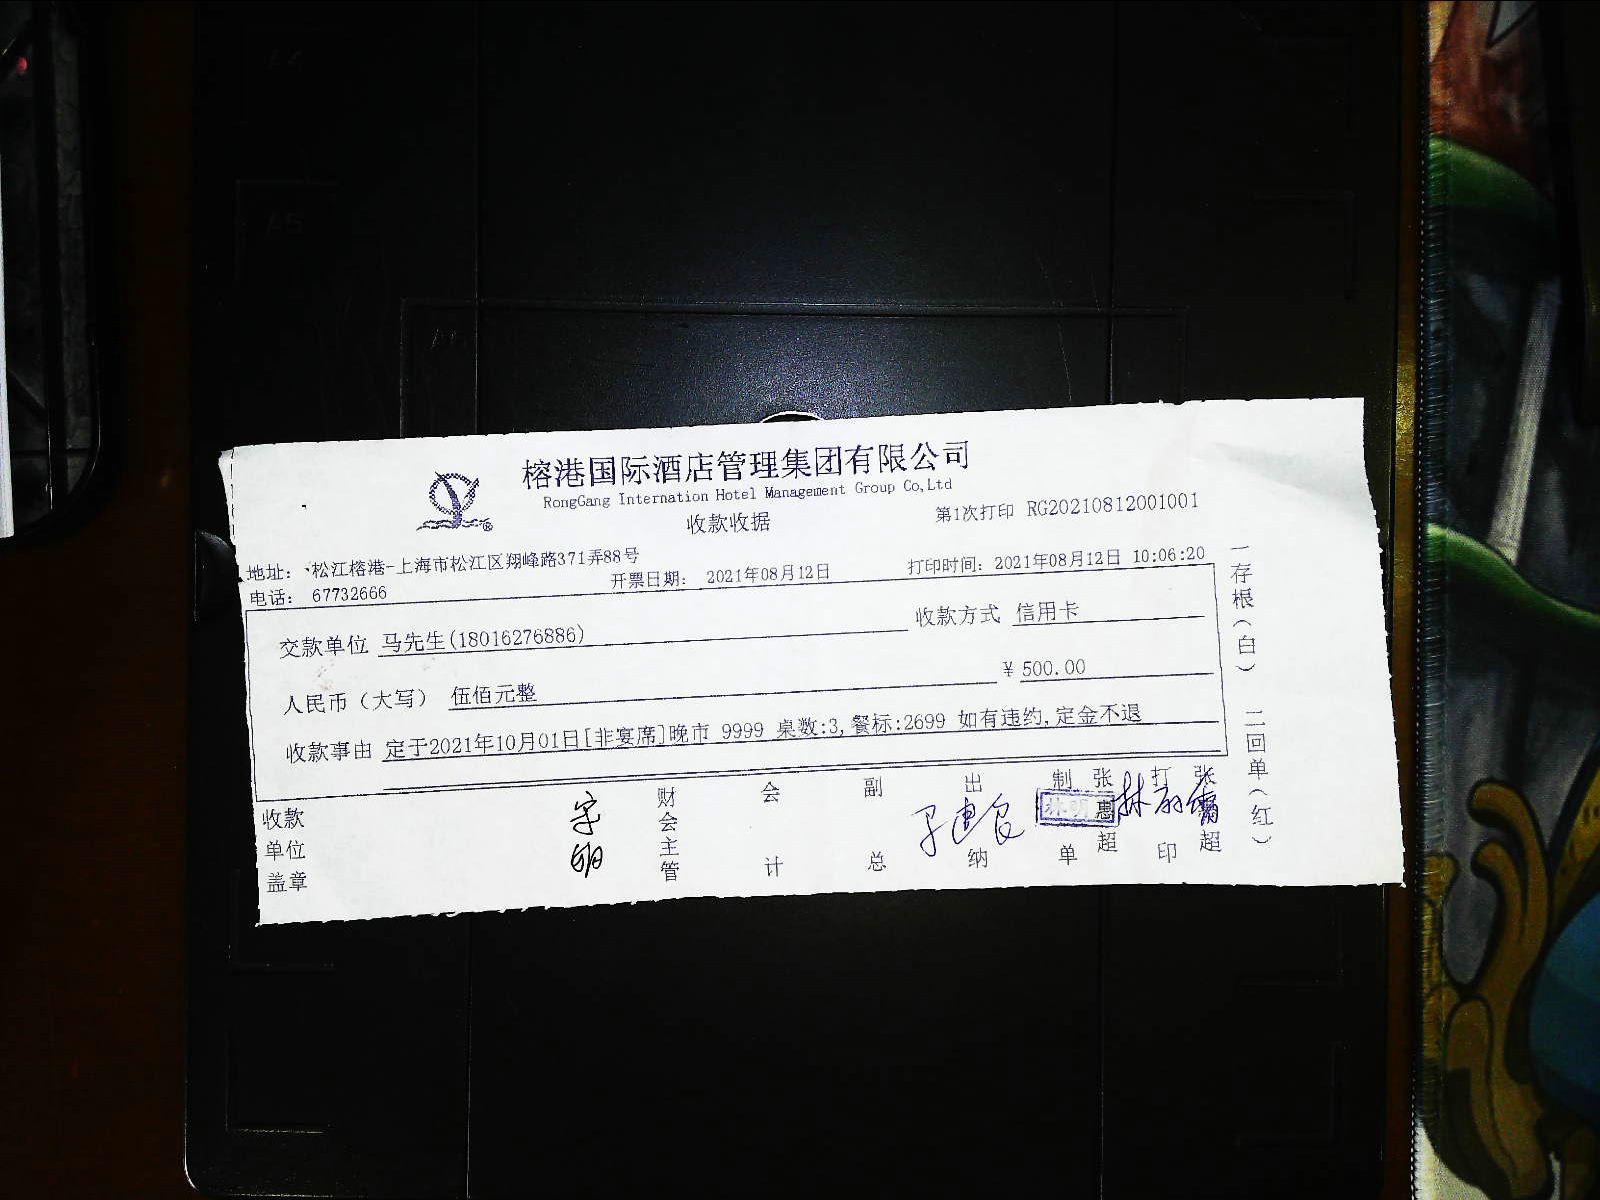 榕港国际酒店管理集团有限公司
RongGang Internation Hotel Management Group Co,Ltd
收款收据
第1次打印 RG20210812001001
地址: 松江榕港-上海市松江区翔峰路371弄88号
电话: 67732666
开票日期: 2021年08月12日
打印时间: 2021年08月12日 10:06:20
交款单位 马先生(18016276886)
收款方式 信用卡
人民币(大写) 伍佰元整
¥ 500.00
收款事由 定于2021年10月01日[非宴席]晚市 9999 桌数:3,餐标:2699 如有违约,定金不退
收款单位盖章
财会主管
会计
副总
出纳
制单 张惠超
打印 张惠超
一存根(白) 二回单(红)
A5